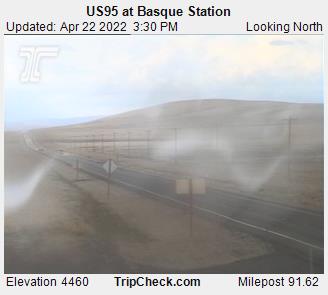 US95 at Basque Station
Updated: Apr 22 2022 3:30 PM Looking North
Elevation 4460 TripCheck.com Milepost 91.62